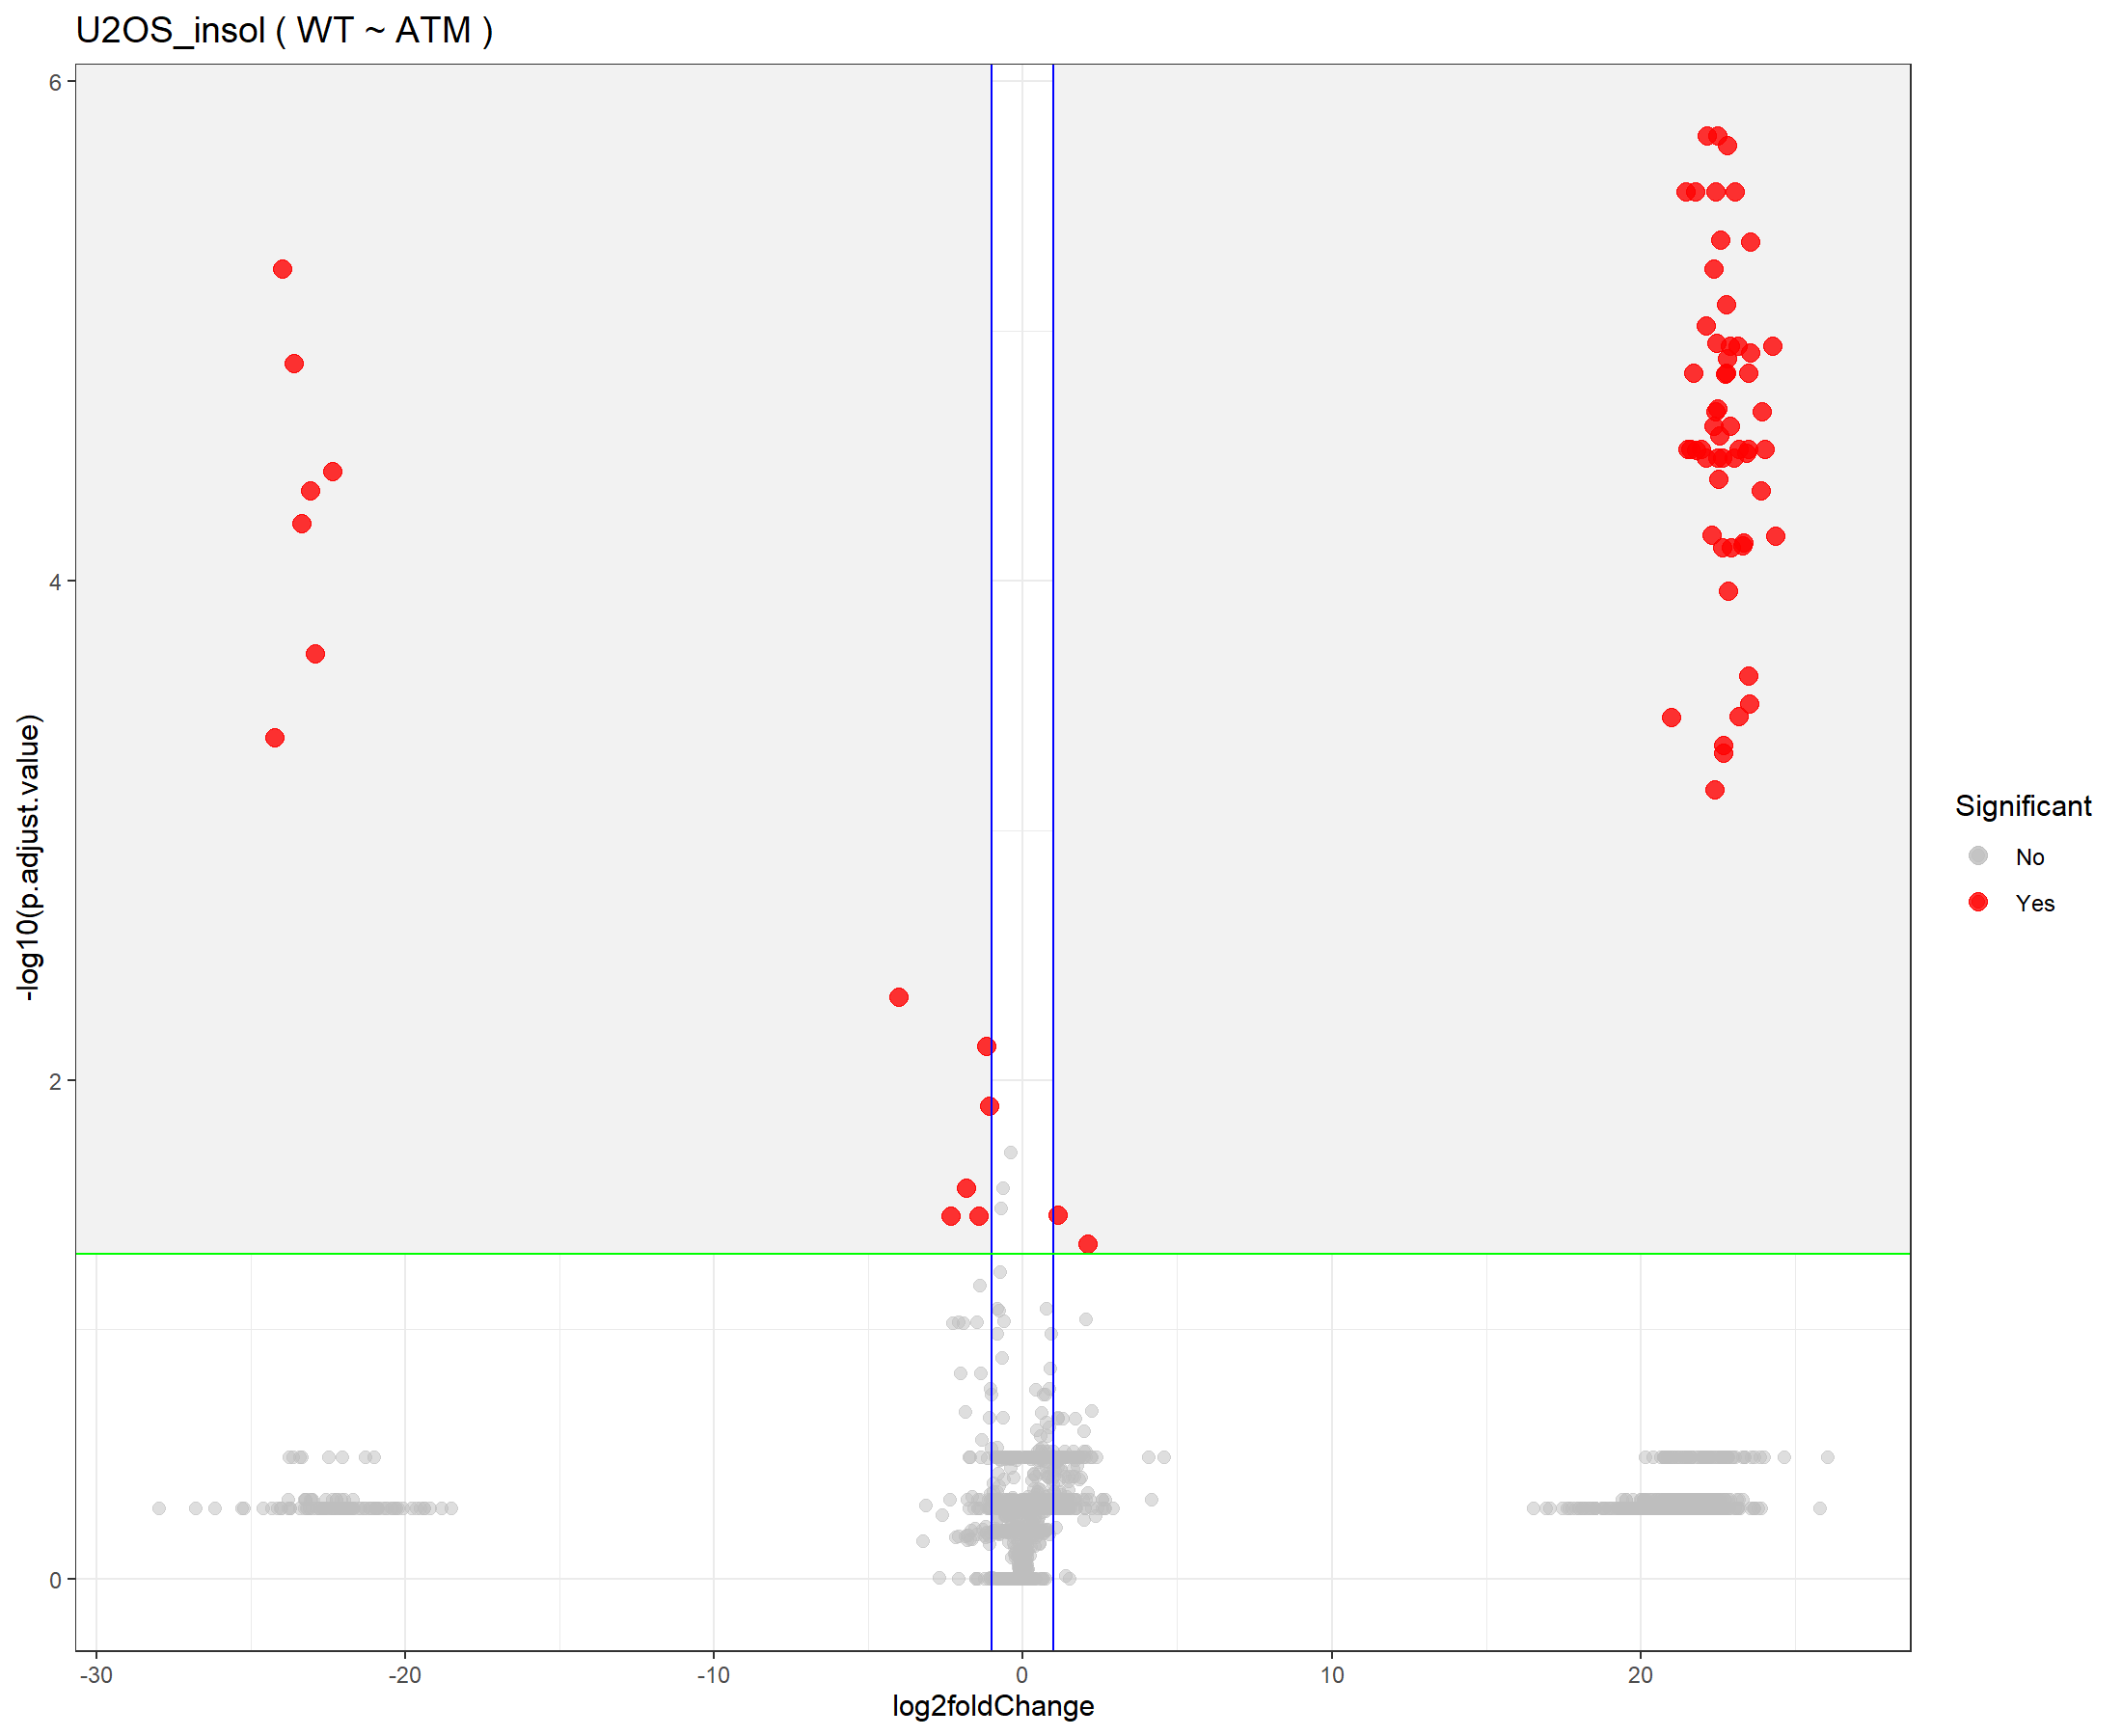 U2OS_insol ( WT ~ ATM )
6
4
2
0
-log10(p.adjust.value)
-30
-20
-10
0
10
20
log2foldChange
Significant
No
Yes